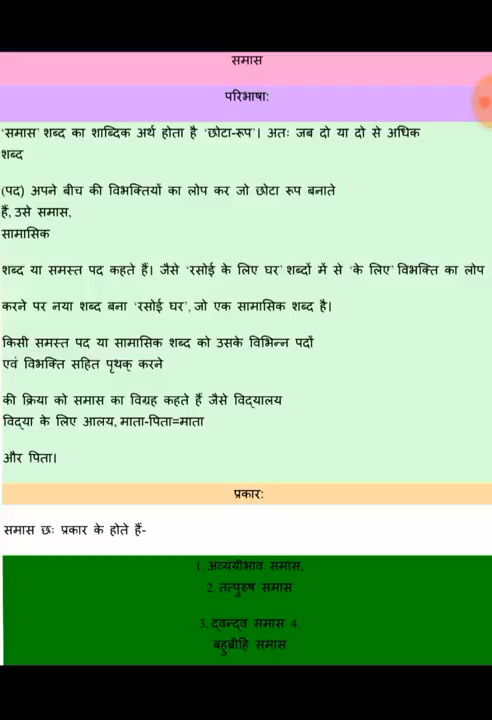 समास
परिभाषा:
'समास' शब्द का शाब्दिक अर्थ होता है 'छोटा-रूप'। अतः जब दो या दो से अधिक
शब्द
(पद) अपने बीच की विभक्तियों का लोप कर जो छोटा रूप बनाते
हैं, उसे समास,
सामासिक
शब्द या समस्त पद कहते हैं। जैसे 'रसोई के लिए घर' शब्दों में से 'के लिए' विभक्ति का लोप
करने पर नया शब्द बना 'रसोई घर', जो एक सामासिक शब्द है।
किसी समस्त पद या सामासिक शब्द को उसके विभिन्न पदों
एवं विभक्ति सहित पृथक् करने
की क्रिया को समास का विग्रह कहते हैं जैसे विद्यालय
विद्या के लिए आलय, माता-पिता=माता
और पिता।
प्रकार:
समास छः प्रकार के होते हैं-
1. अव्ययीभाव समास,
2. तत्पुरुष समास
3. द्वन्द्व समास 4.
बहुब्रीहि समास